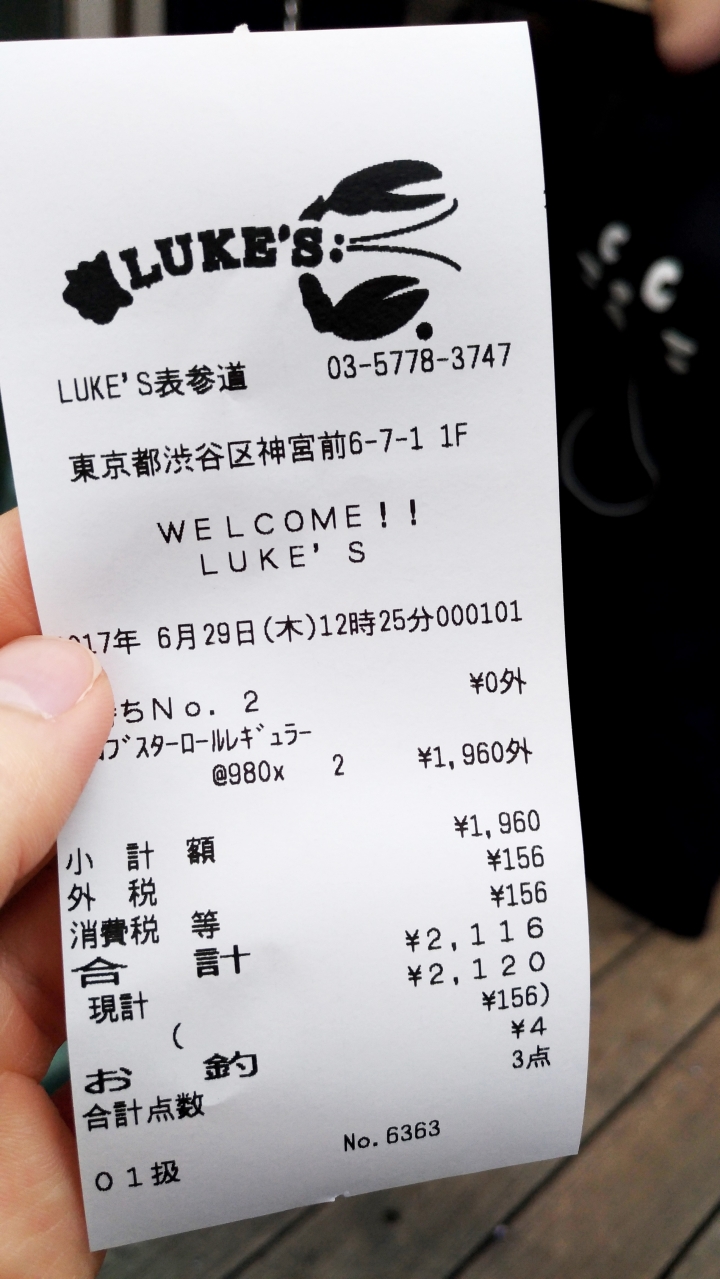 LUKE'S
LUKE'S表参道 03-5778-3747
東京都渋谷区神宮前6-7-1 1F
WELCOME!!
LUKE'S
017年 6月29日(木)12時25分000101
ちNo. 2 ¥0外
ﾌﾞｽﾀｰﾛｰﾙﾚｷﾞｭﾗｰ
@980x 2 ¥1,960外
小計額 ¥1,960
外税 ¥156
消費税等 ¥156
合計 ¥2,116
現計 ¥2,120
( ¥156)
お釣 ¥4
合計点数 3点
No.6363
01扱